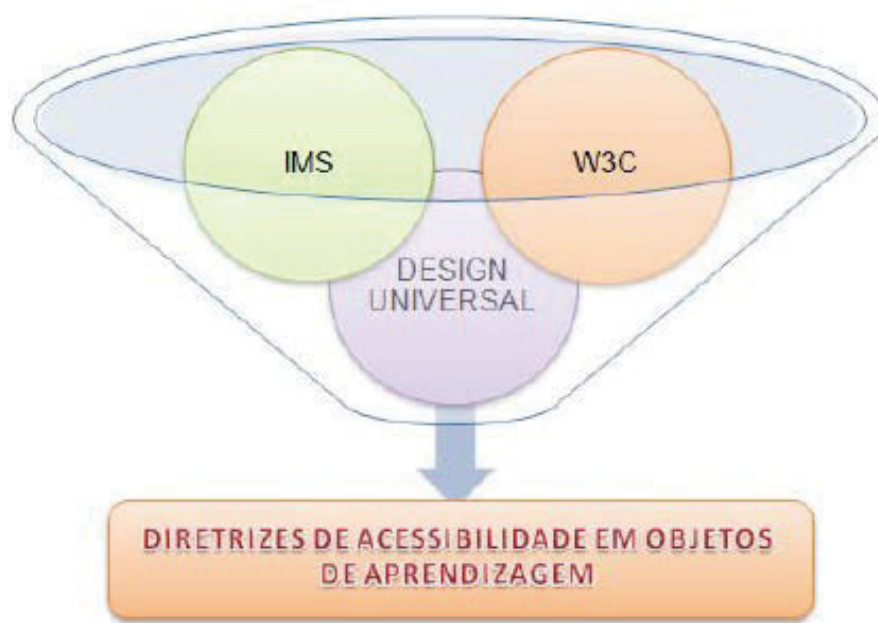 IMS
W3C
DESIGN
UNIVERSAL
DIRETRIZES DE ACESSIBILIDADE EM OBJETOS
DE APRENDIZAGEM